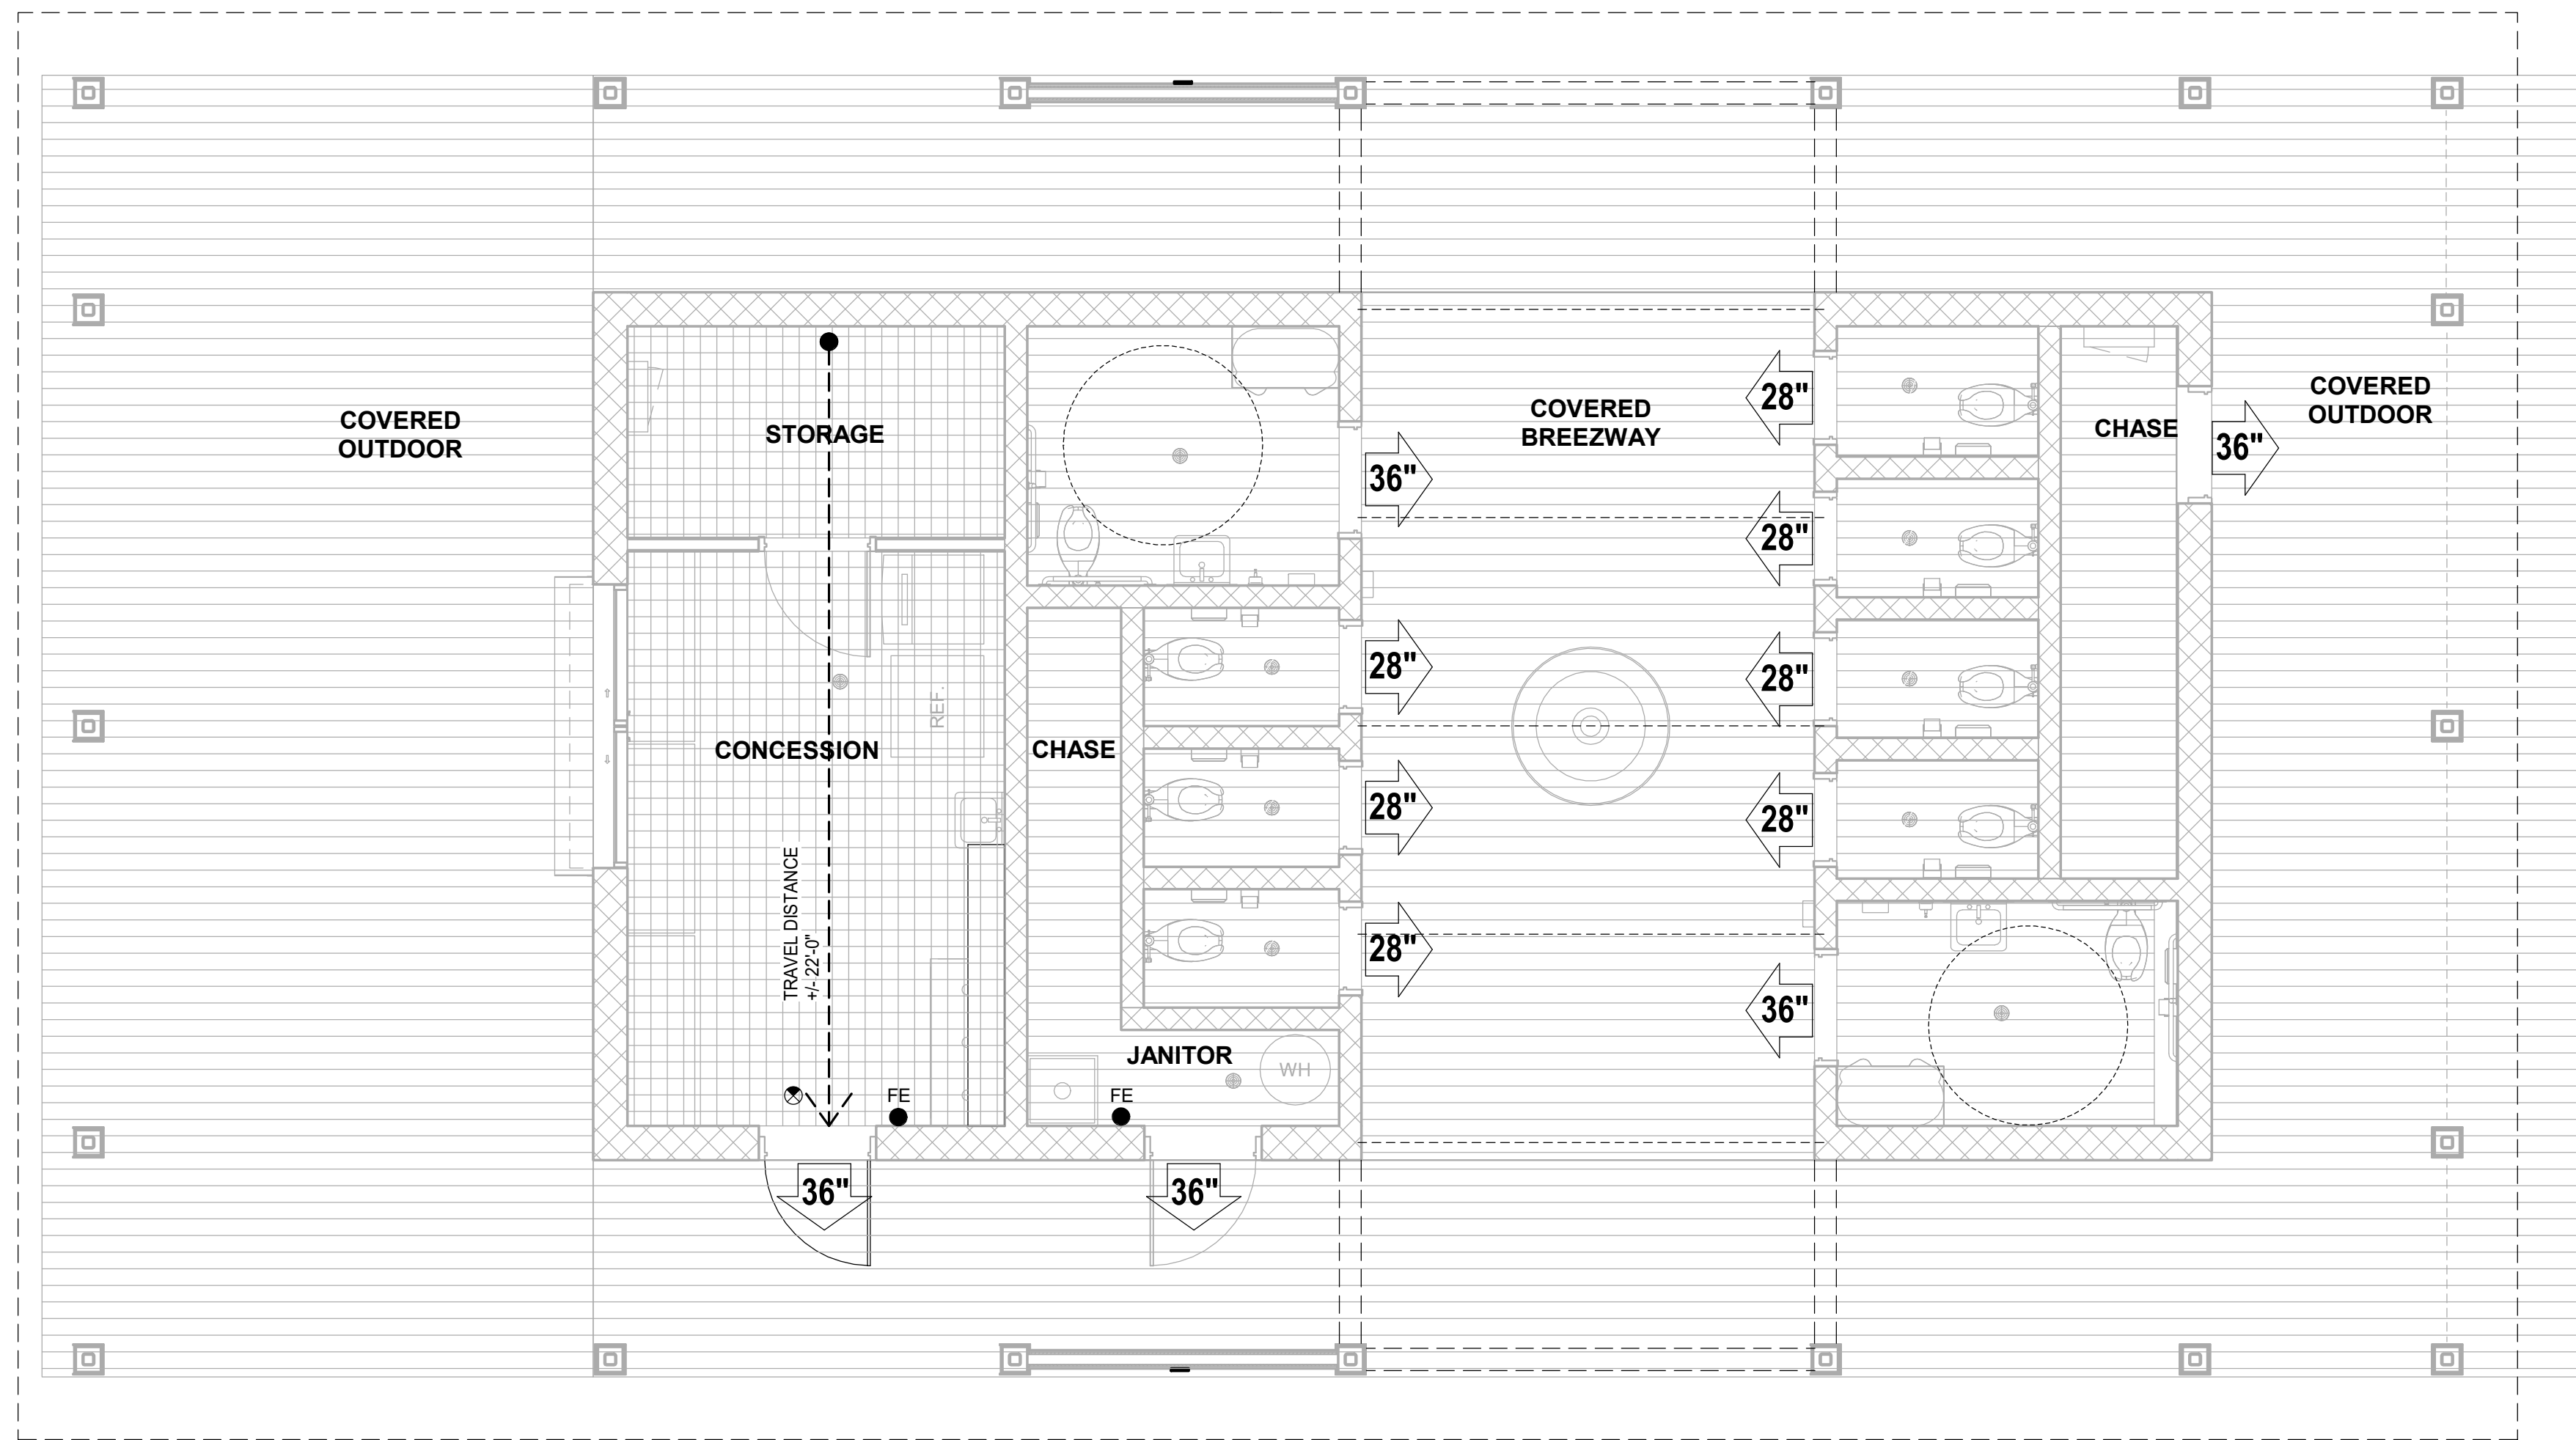 COVERED
OUTDOOR
STORAGE
COVERED
BREEZWAY
28"
CHASE
36"
COVERED
OUTDOOR
36"
28"
28"
28"
REF.
CONCESSION
CHASE
28"
28"
28"
TRAVEL DISTANCE
+/- 22'-0"
28"
36"
JANITOR
WH
FE
FE
36"
36"